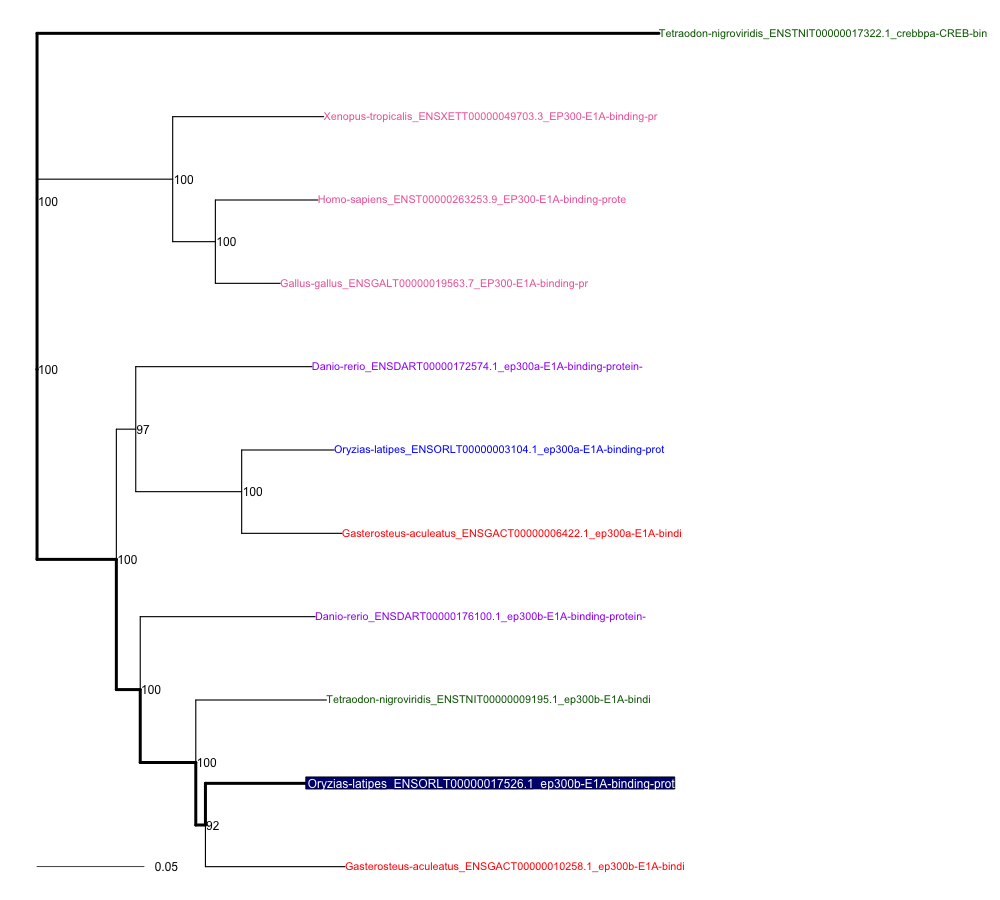 Tetraodon-nigroviridis_ENSTNIT00000017322.1_crebbpa-CREB-bin
Xenopus-tropicalis_ENSXETT00000049703.3_EP300-E1A-binding-pr
100
Homo-sapiens_ENST00000263253.9_EP300-E1A-binding-prote
100
100
Gallus-gallus_ENSGALT00000019563.7_EP300-E1A-binding-pr
Danio-rerio_ENSDART00000172574.1_ep300a-E1A-binding-protein-
100
97
Oryzias-latipes_ENSORLT00000003104.1_ep300a-E1A-binding-prot
100
Gasterosteus-aculeatus_ENSGACT00000006422.1_ep300a-E1A-bindi
100
Danio-rerio_ENSDART00000176100.1_ep300b-E1A-binding-protein-
100
Tetraodon-nigroviridis_ENSTNIT00000009195.1_ep300b-E1A-bindi
100
Oryzias-latipes_ENSORLT00000017526.1_ep300b-E1A-binding-prot
92
Gasterosteus-aculeatus_ENSGACT00000010258.1_ep300b-E1A-bindi
0.05